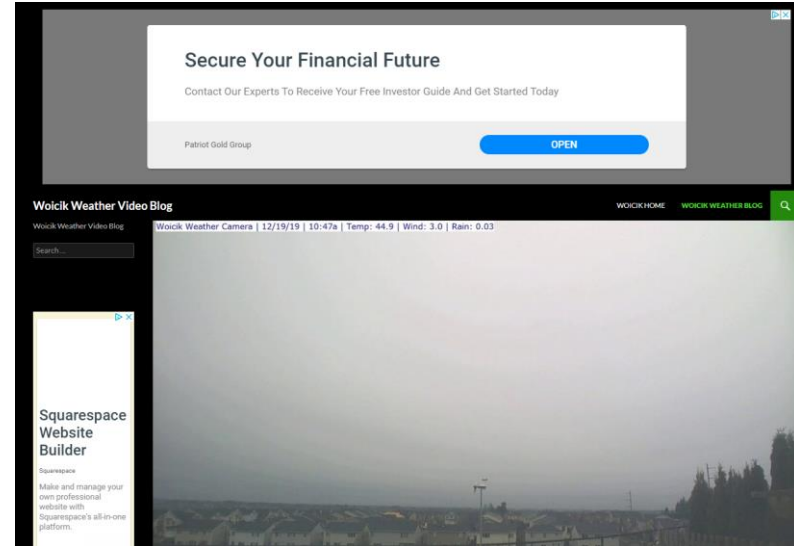 Secure Your Financial Future
Contact Our Experts To Receive Your Free Investor Guide And Get Started Today
Patriot Gold Group
OPEN
Woicik Weather Video Blog
WOICIK HOME
WOICIK WEATHER BLOG
Woicik Weather Video Blog
Search...
Woicik Weather Camera | 12/19/19 | 10:47a | Temp: 44.9 | Wind: 3.0 | Rain: 0.03
Squarespace
Website
Builder
Squarespace
Make and manage your
own professional
website with
Squarespace's all-in-one
platform.